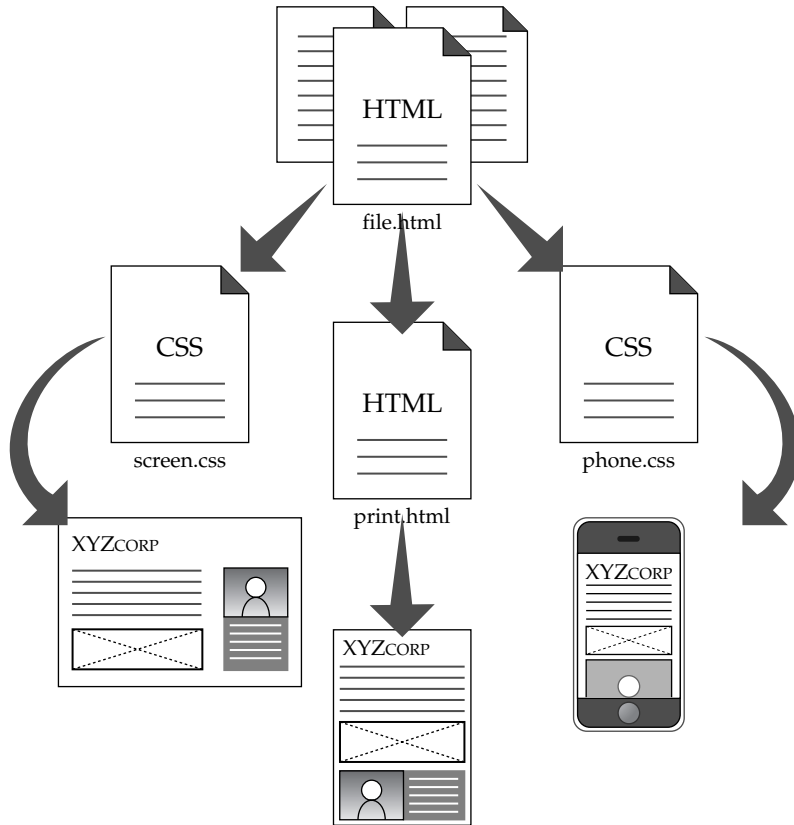 HTML
file.html
CSS
screen.css
HTML
print.html
CSS
phone.css
XYZCORP
XYZCORP
XYZCORP